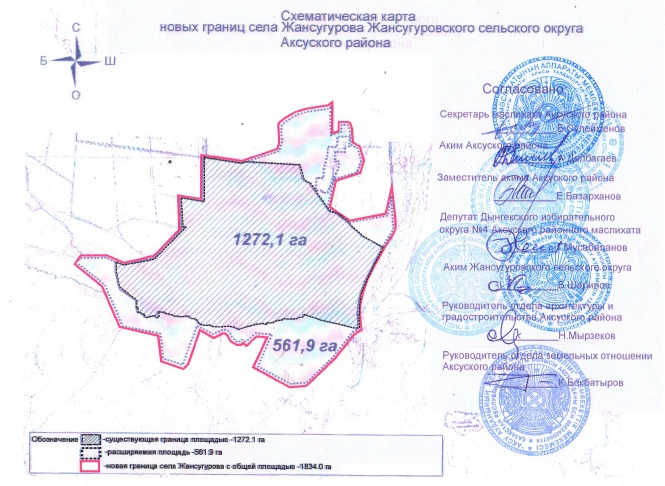 Схематическая карта
новых границ села Жансугурова Жансугуровского сельского округа
Аксуского района
С
Б Ш
О
Согласовано
Секретарь маслихата Аксуского района
Б.Сулейменов
Аким Аксуского района
Заместитель акима Аксуского района
Е.Базарханов
Депутат Дынгекского избирательного
округа №4 Аксуского районного маслихата
Аким Жансугуровского сельского округа
Б.Шарипов
Руководитель отдела архитектуры и
градостроительства Аксуского района
Н.Мырзеков
Руководитель отдела земельных отношении
Аксуского района
К.Бекбатыров
1272,1 га
561,9 га
Обозначение -существующая граница площадью -1272.1 га
-расширяемая площадь -561.9 га
-новая граница села Жансугурова с общей площадью -1834.0 га